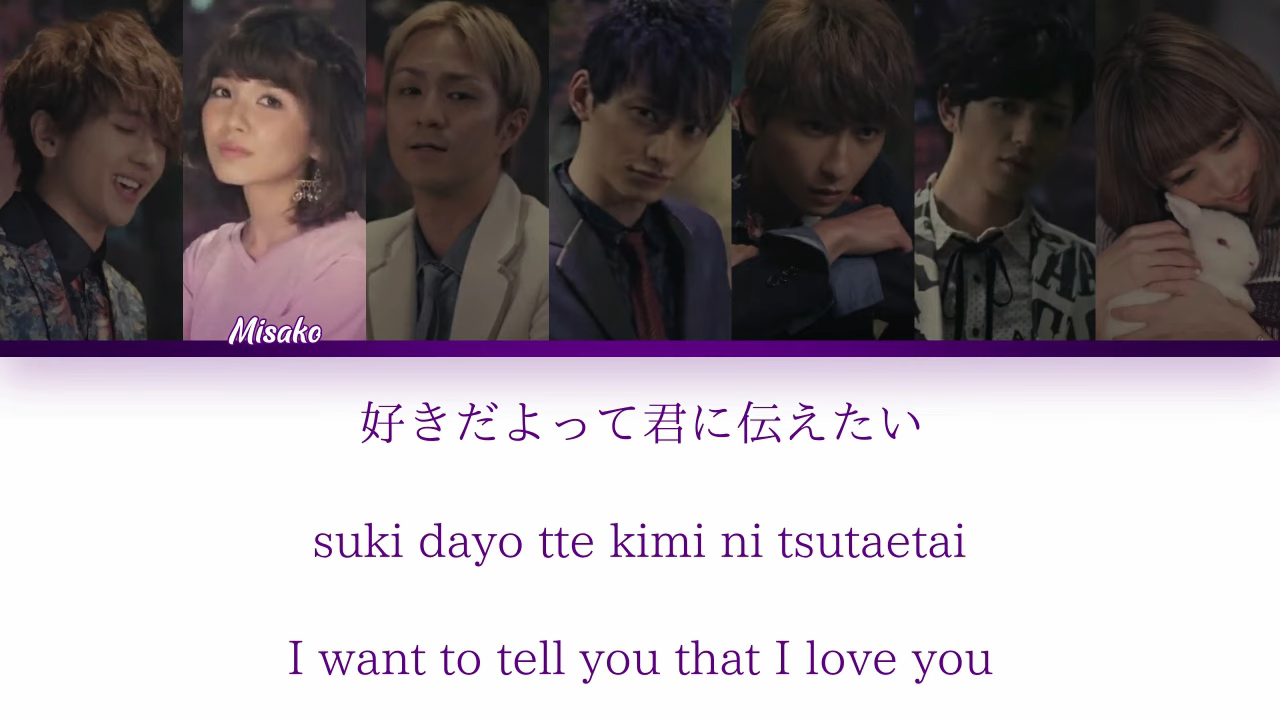 Misako
好きだよって君に伝えたい
suki dayo tte kimi ni tsutaetai
I want to tell you that I love you